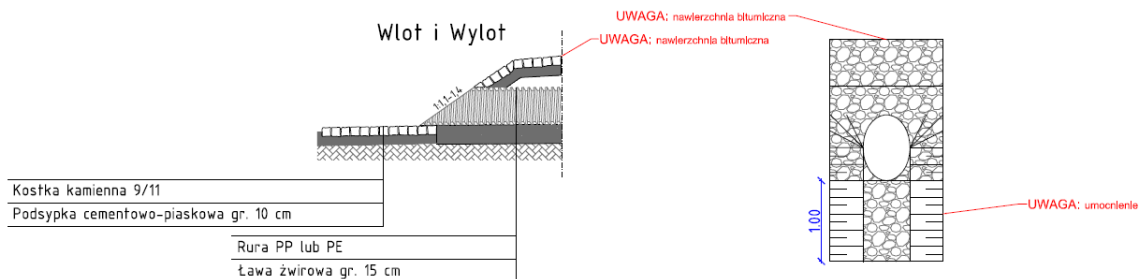 UWAGA; nawierzchnia bitumiczna
Wlot i Wylot
UWAGA; nawierzchnia bitumiczna
1:1,1-1:4
Kostka kamienna 9/11
Podsypka cementowo-piaskowa gr. 10 cm
1.00
UWAGA; umocnienie
Rura PP lub PE
Ława żwirowa gr. 15 cm